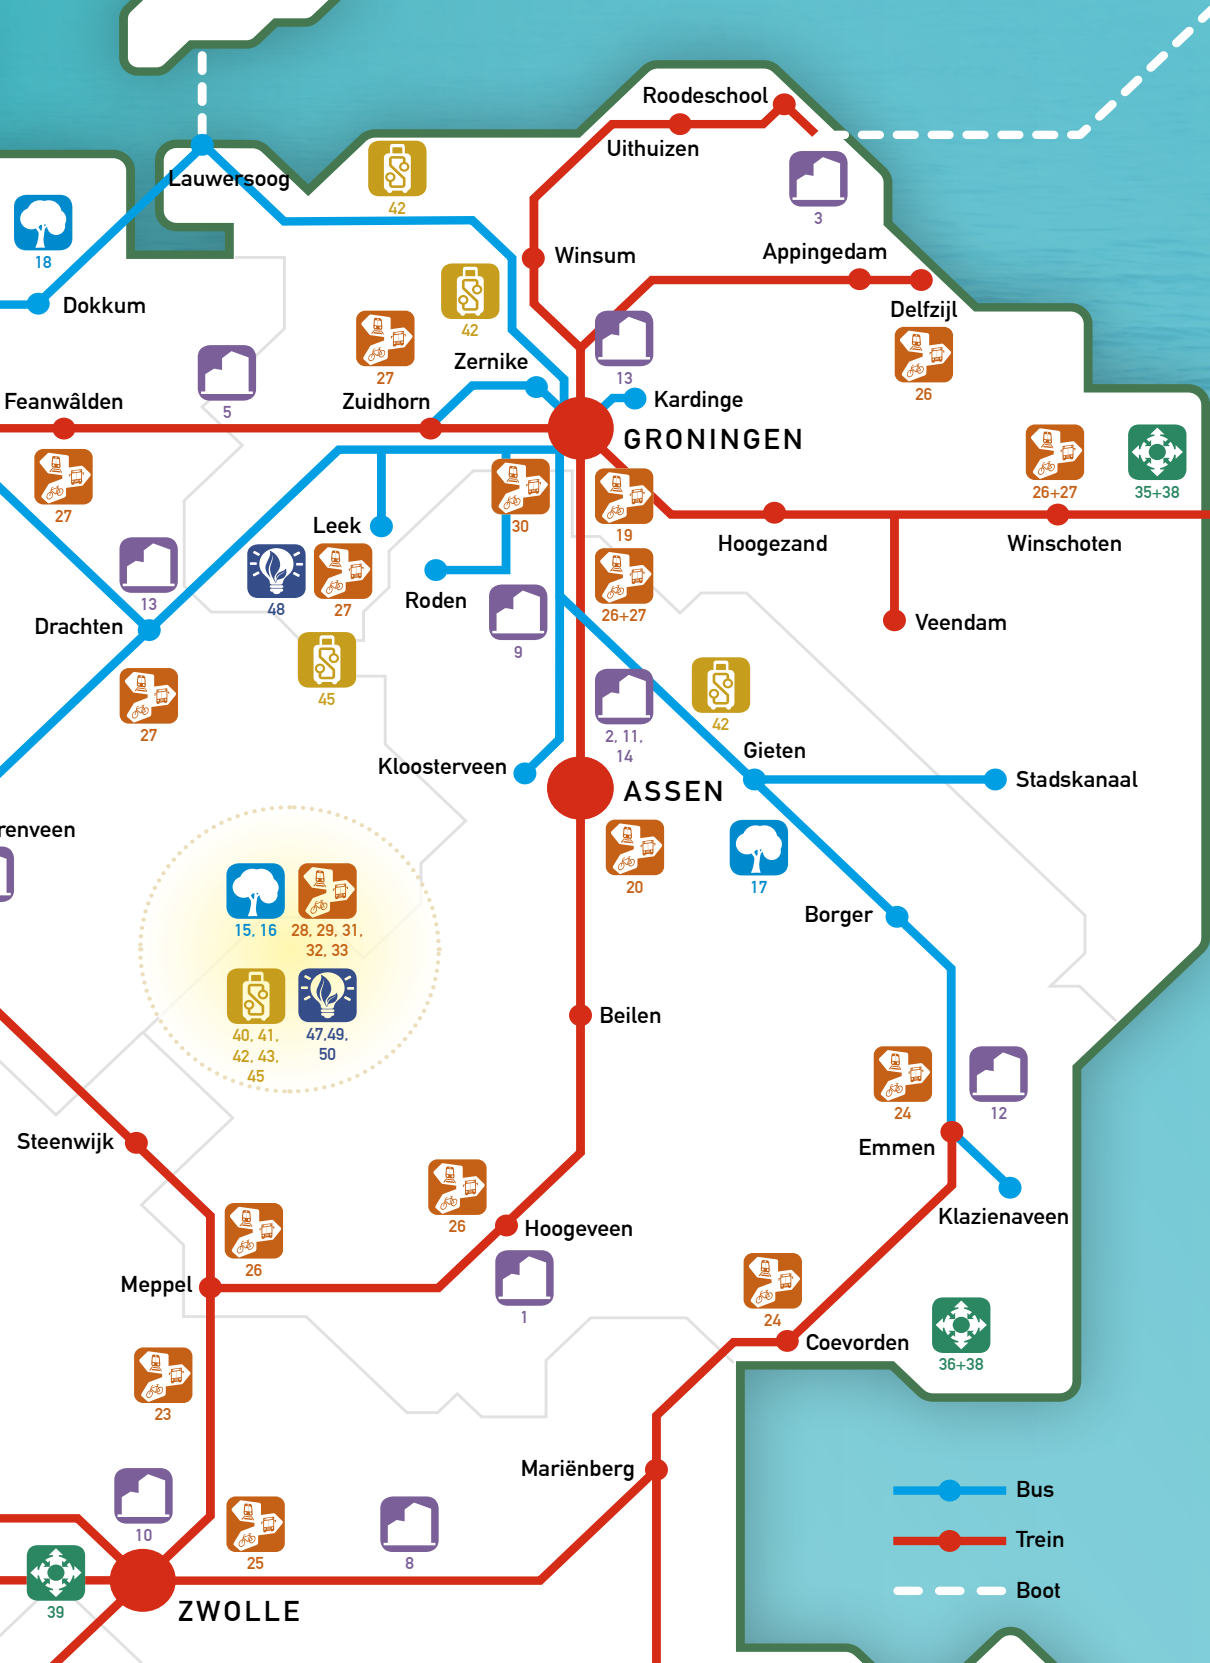 Roodeschool
Uithuizen
Lauwersoog
42
3
18
Winsum
Appingedam
Dokkum
Delfzijl
42
27
Zernike
13
26
5
Feanwâlden
Zuidhorn
Kardinge
GRONINGEN
27
30
19
26+27
35+38
Leek
Hoogezand
Winschoten
13
48
27
Roden
26+27
Drachten
9
Veendam
45
27
42
2, 11,
14
Kloosterveen
Gieten
Stadskanaal
ASSEN
renveen
20
17
15, 16
28, 29, 31,
32, 33
Borger
40, 41,
42, 43,
45
47,49,
50
Beilen
24
12
Steenwijk
Emmen
26
Klazienaveen
Hoogeveen
26
Meppel
1
24
Coevorden
36+38
23
Mariënberg
10
25
8
Bus
Trein
Boot
39
ZWOLLE